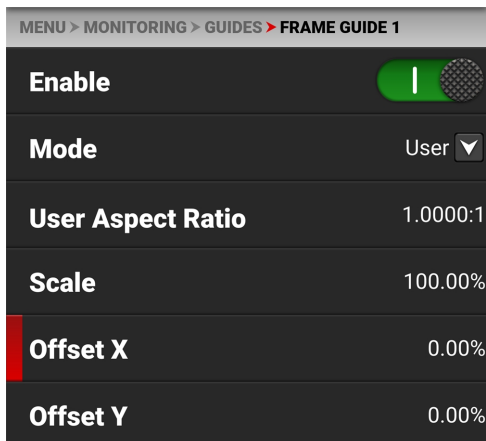 MENU > MONITORING > GUIDES > FRAME GUIDE 1
Enable
Mode User
User Aspect Ratio 1.0000:1
Scale 100.00%
Offset X 0.00%
Offset Y 0.00%